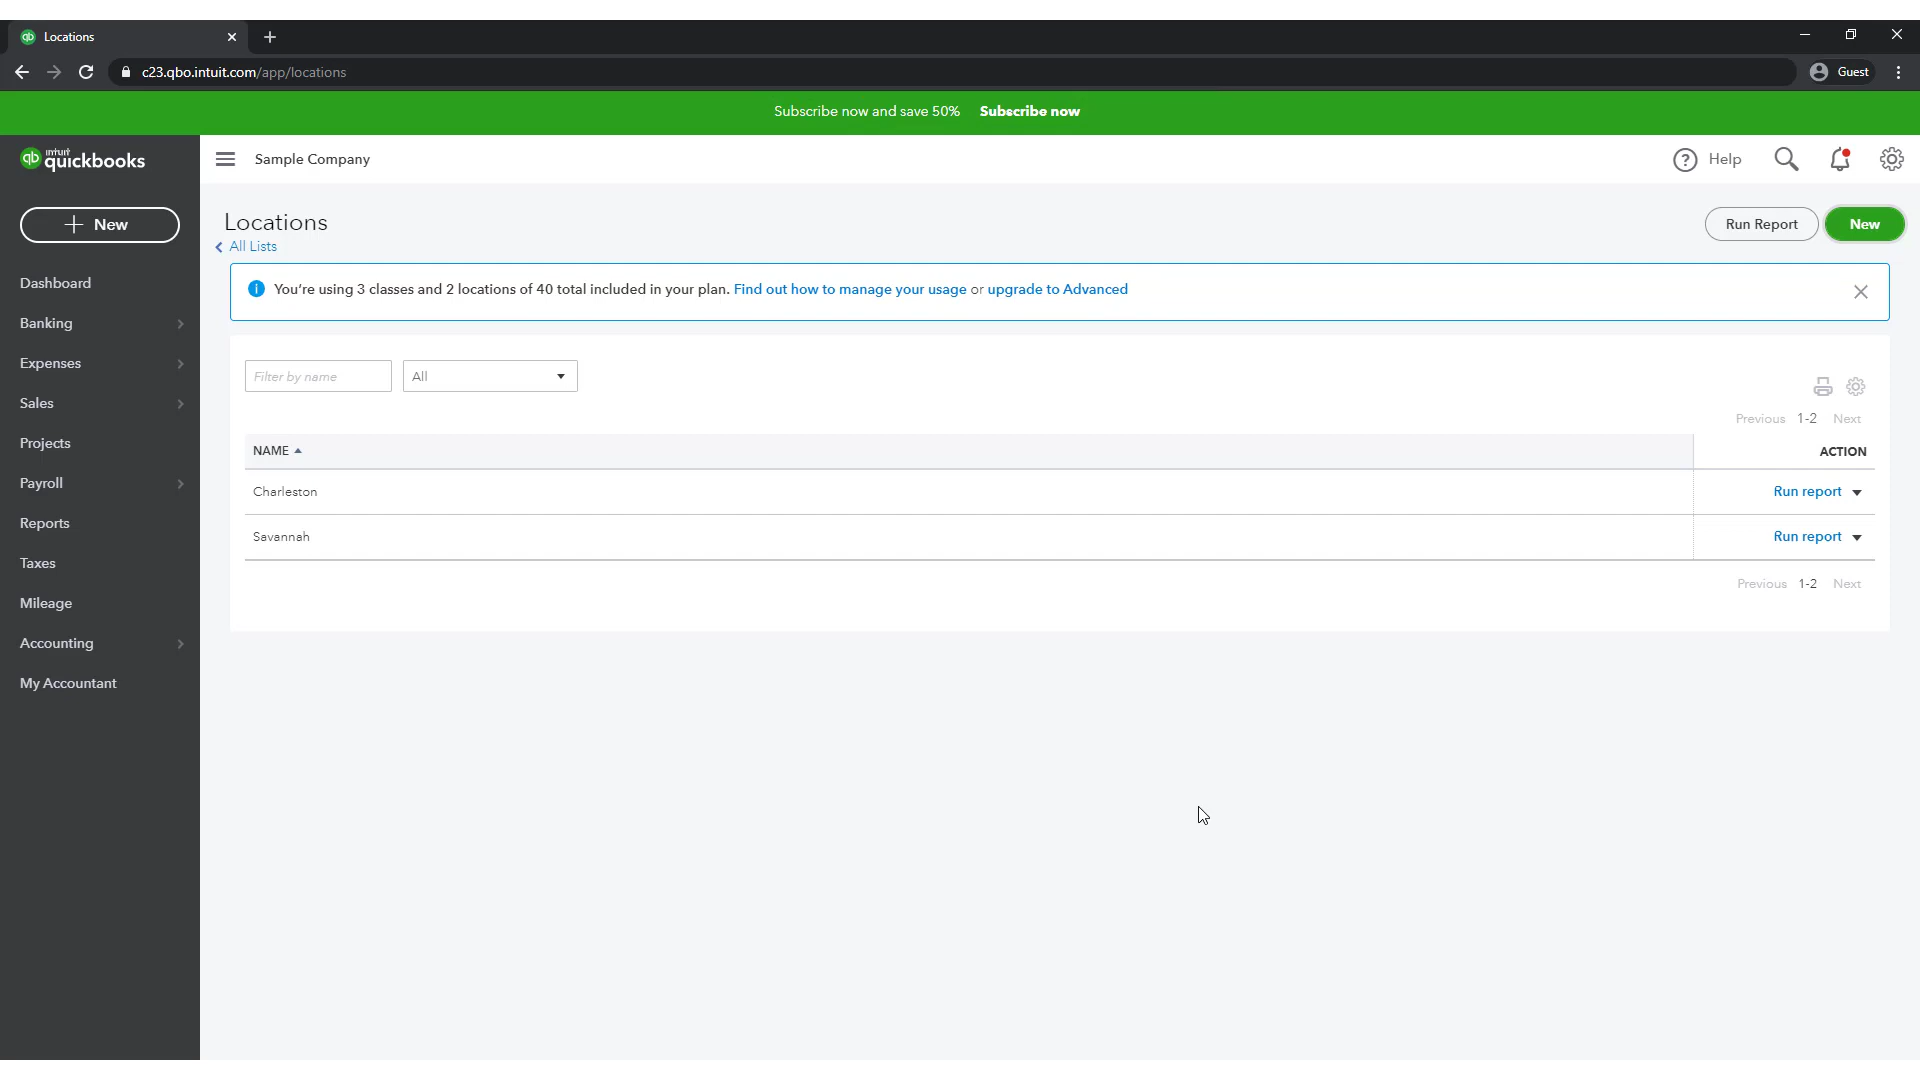 Locations
c23.qbo.intuit.com/app/locations
Guest
Subscribe now and save 50% Subscribe now
qb intuit quickbooks
Sample Company
? Help
+ New
Locations
Run Report
New
All Lists
i You're using 3 classes and 2 locations of 40 total included in your plan. Find out how to manage your usage or upgrade to Advanced
Dashboard
Banking
Expenses
Sales
Projects
Payroll
Reports
Taxes
Mileage
Accounting
My Accountant
Filter by name
All
Previous 1-2 Next
NAME
ACTION
Charleston
Run report
Savannah
Run report
Previous 1-2 Next